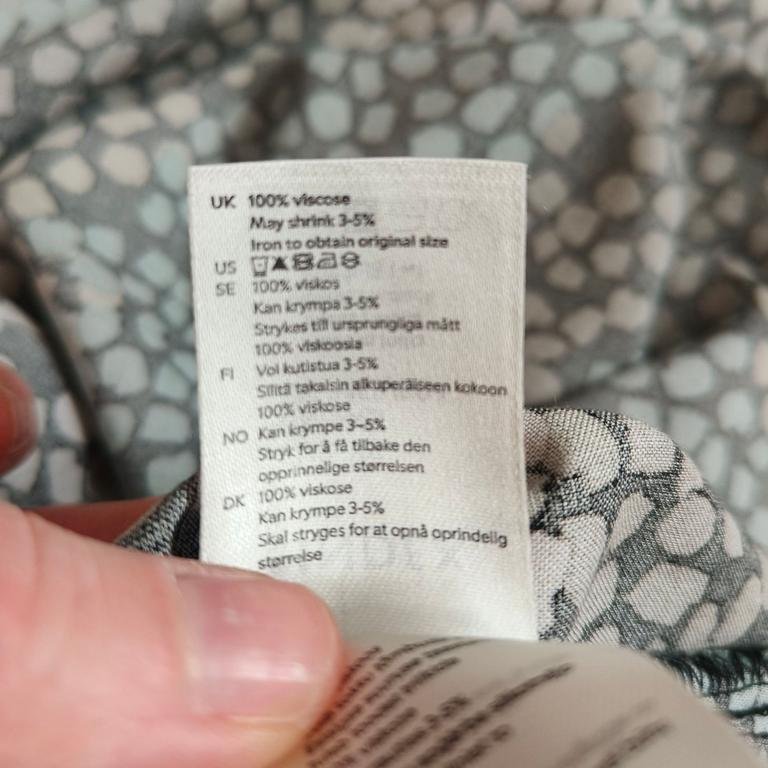 UK 100% viscose
May shrink 3-5%
Iron to obtain original size
US
SE 100% viskos
Kan krympa 3-5%
Strykes till ursprungliga mått
100% viskoosia
FI Voi kutistua 3-5%
Silitä takaisin alkuperäiseen kokoon
100% viskose
NO Kan krympe 3-5%
Stryk for å få tilbake den
opprinnelige størrelsen
DK 100% viskose
Kan krympe 3-5%
Skal stryges for at opnå oprindelig
størrelse